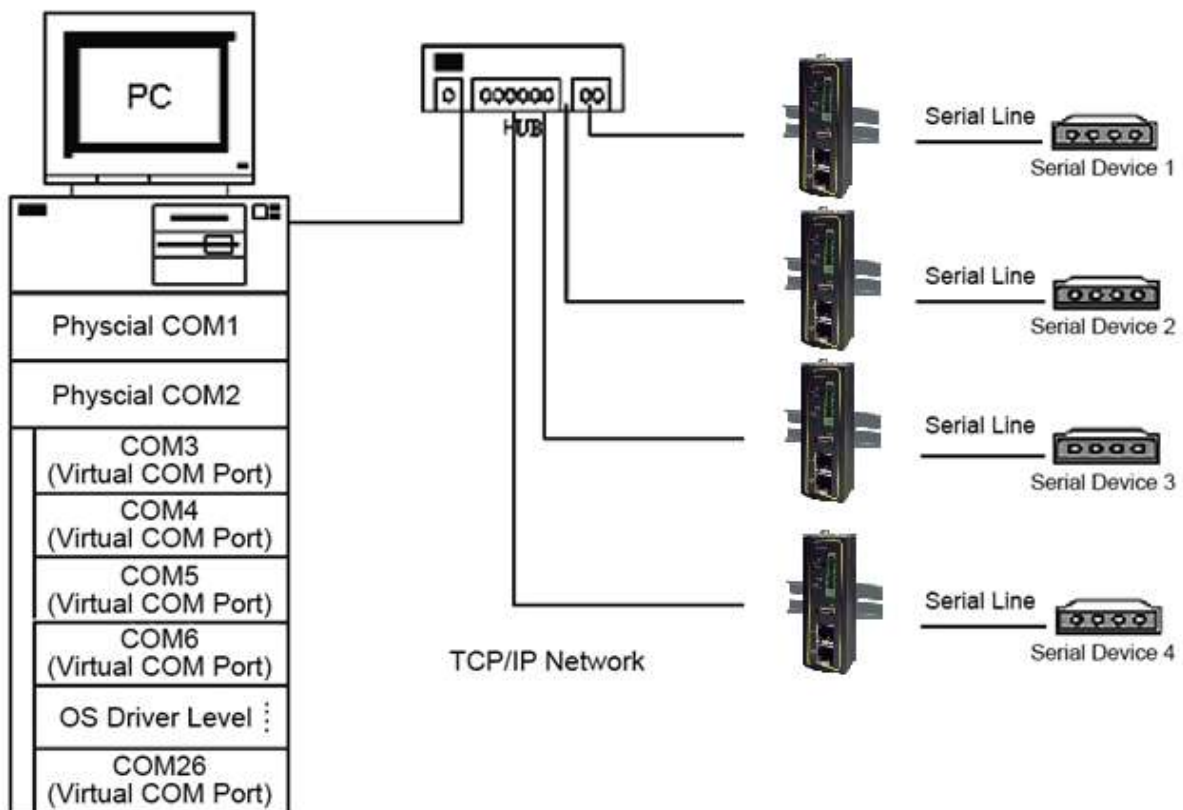 PC
HUB
Physcial COM1
Physcial COM2
COM3
(Virtual COM Port)
COM4
(Virtual COM Port)
COM5
(Virtual COM Port)
COM6
(Virtual COM Port)
OS Driver Level
COM26
(Virtual COM Port)
TCP/IP Network
Serial Line
Serial Device 1
Serial Line
Serial Device 2
Serial Line
Serial Device 3
Serial Line
Serial Device 4